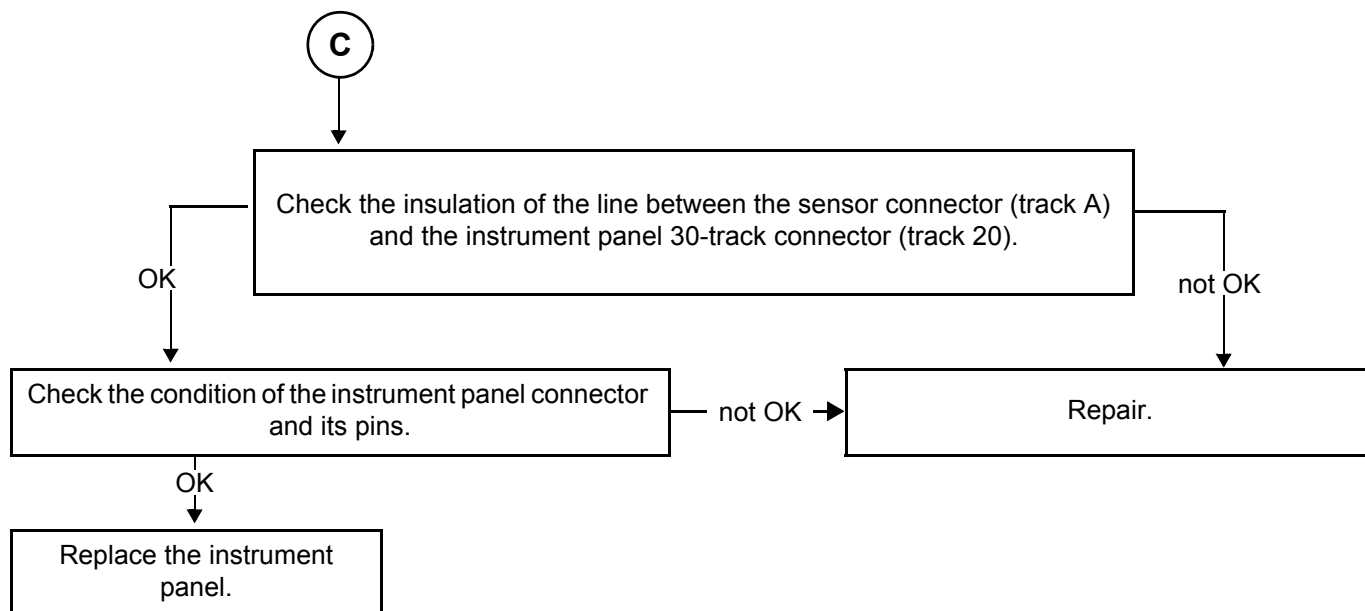 C
Check the insulation of the line between the sensor connector (track A)
and the instrument panel 30-track connector (track 20).
OK
not OK
Check the condition of the instrument panel connector
and its pins.
not OK
Repair.
OK
Replace the instrument
panel.